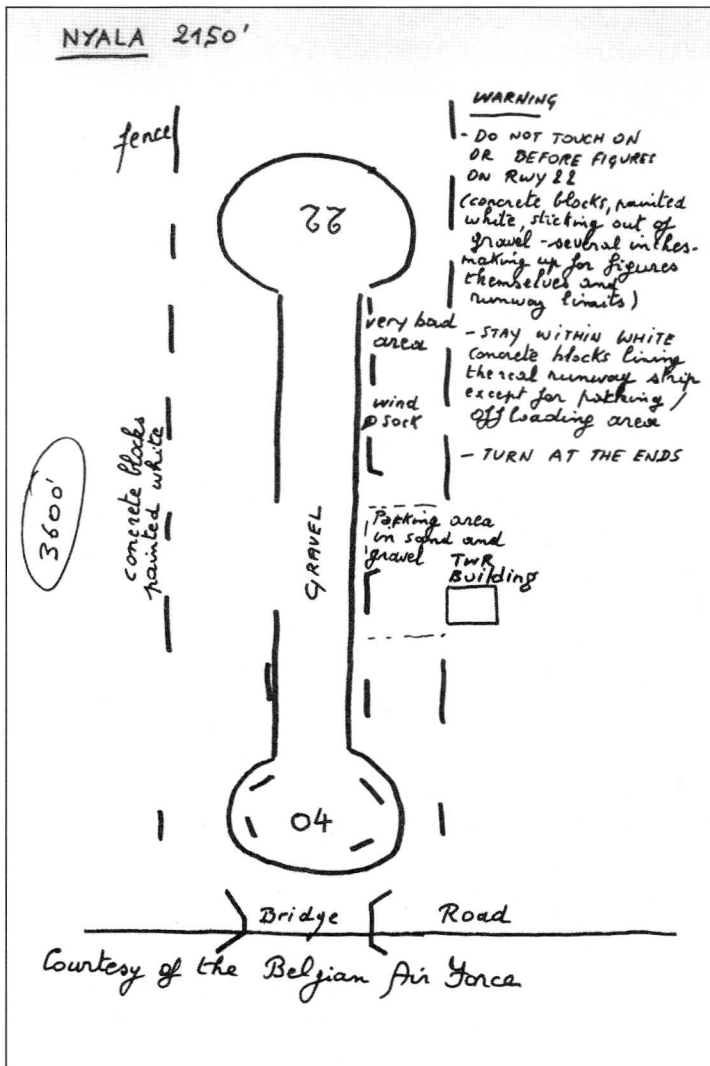 NYALA 2150'
fence
WARNING
- DO NOT TOUCH ON
OR BEFORE FIGURES
ON RWY 22
(concrete blocks, painted
white, sticking out of
gravel - several inches -
making up for figures
themselves and
runway limits)
- STAY WITHIN WHITE
concrete blocks lining
the real runway strip
except for parking /
off loading area
- TURN AT THE ENDS
22
very bad
area
wind
sock
concrete blocks
painted white
3600'
GRAVEL
Parking area
in sand and
gravel
TWR
Building
04
Bridge
Road
Courtesy of the Belgian Air Force